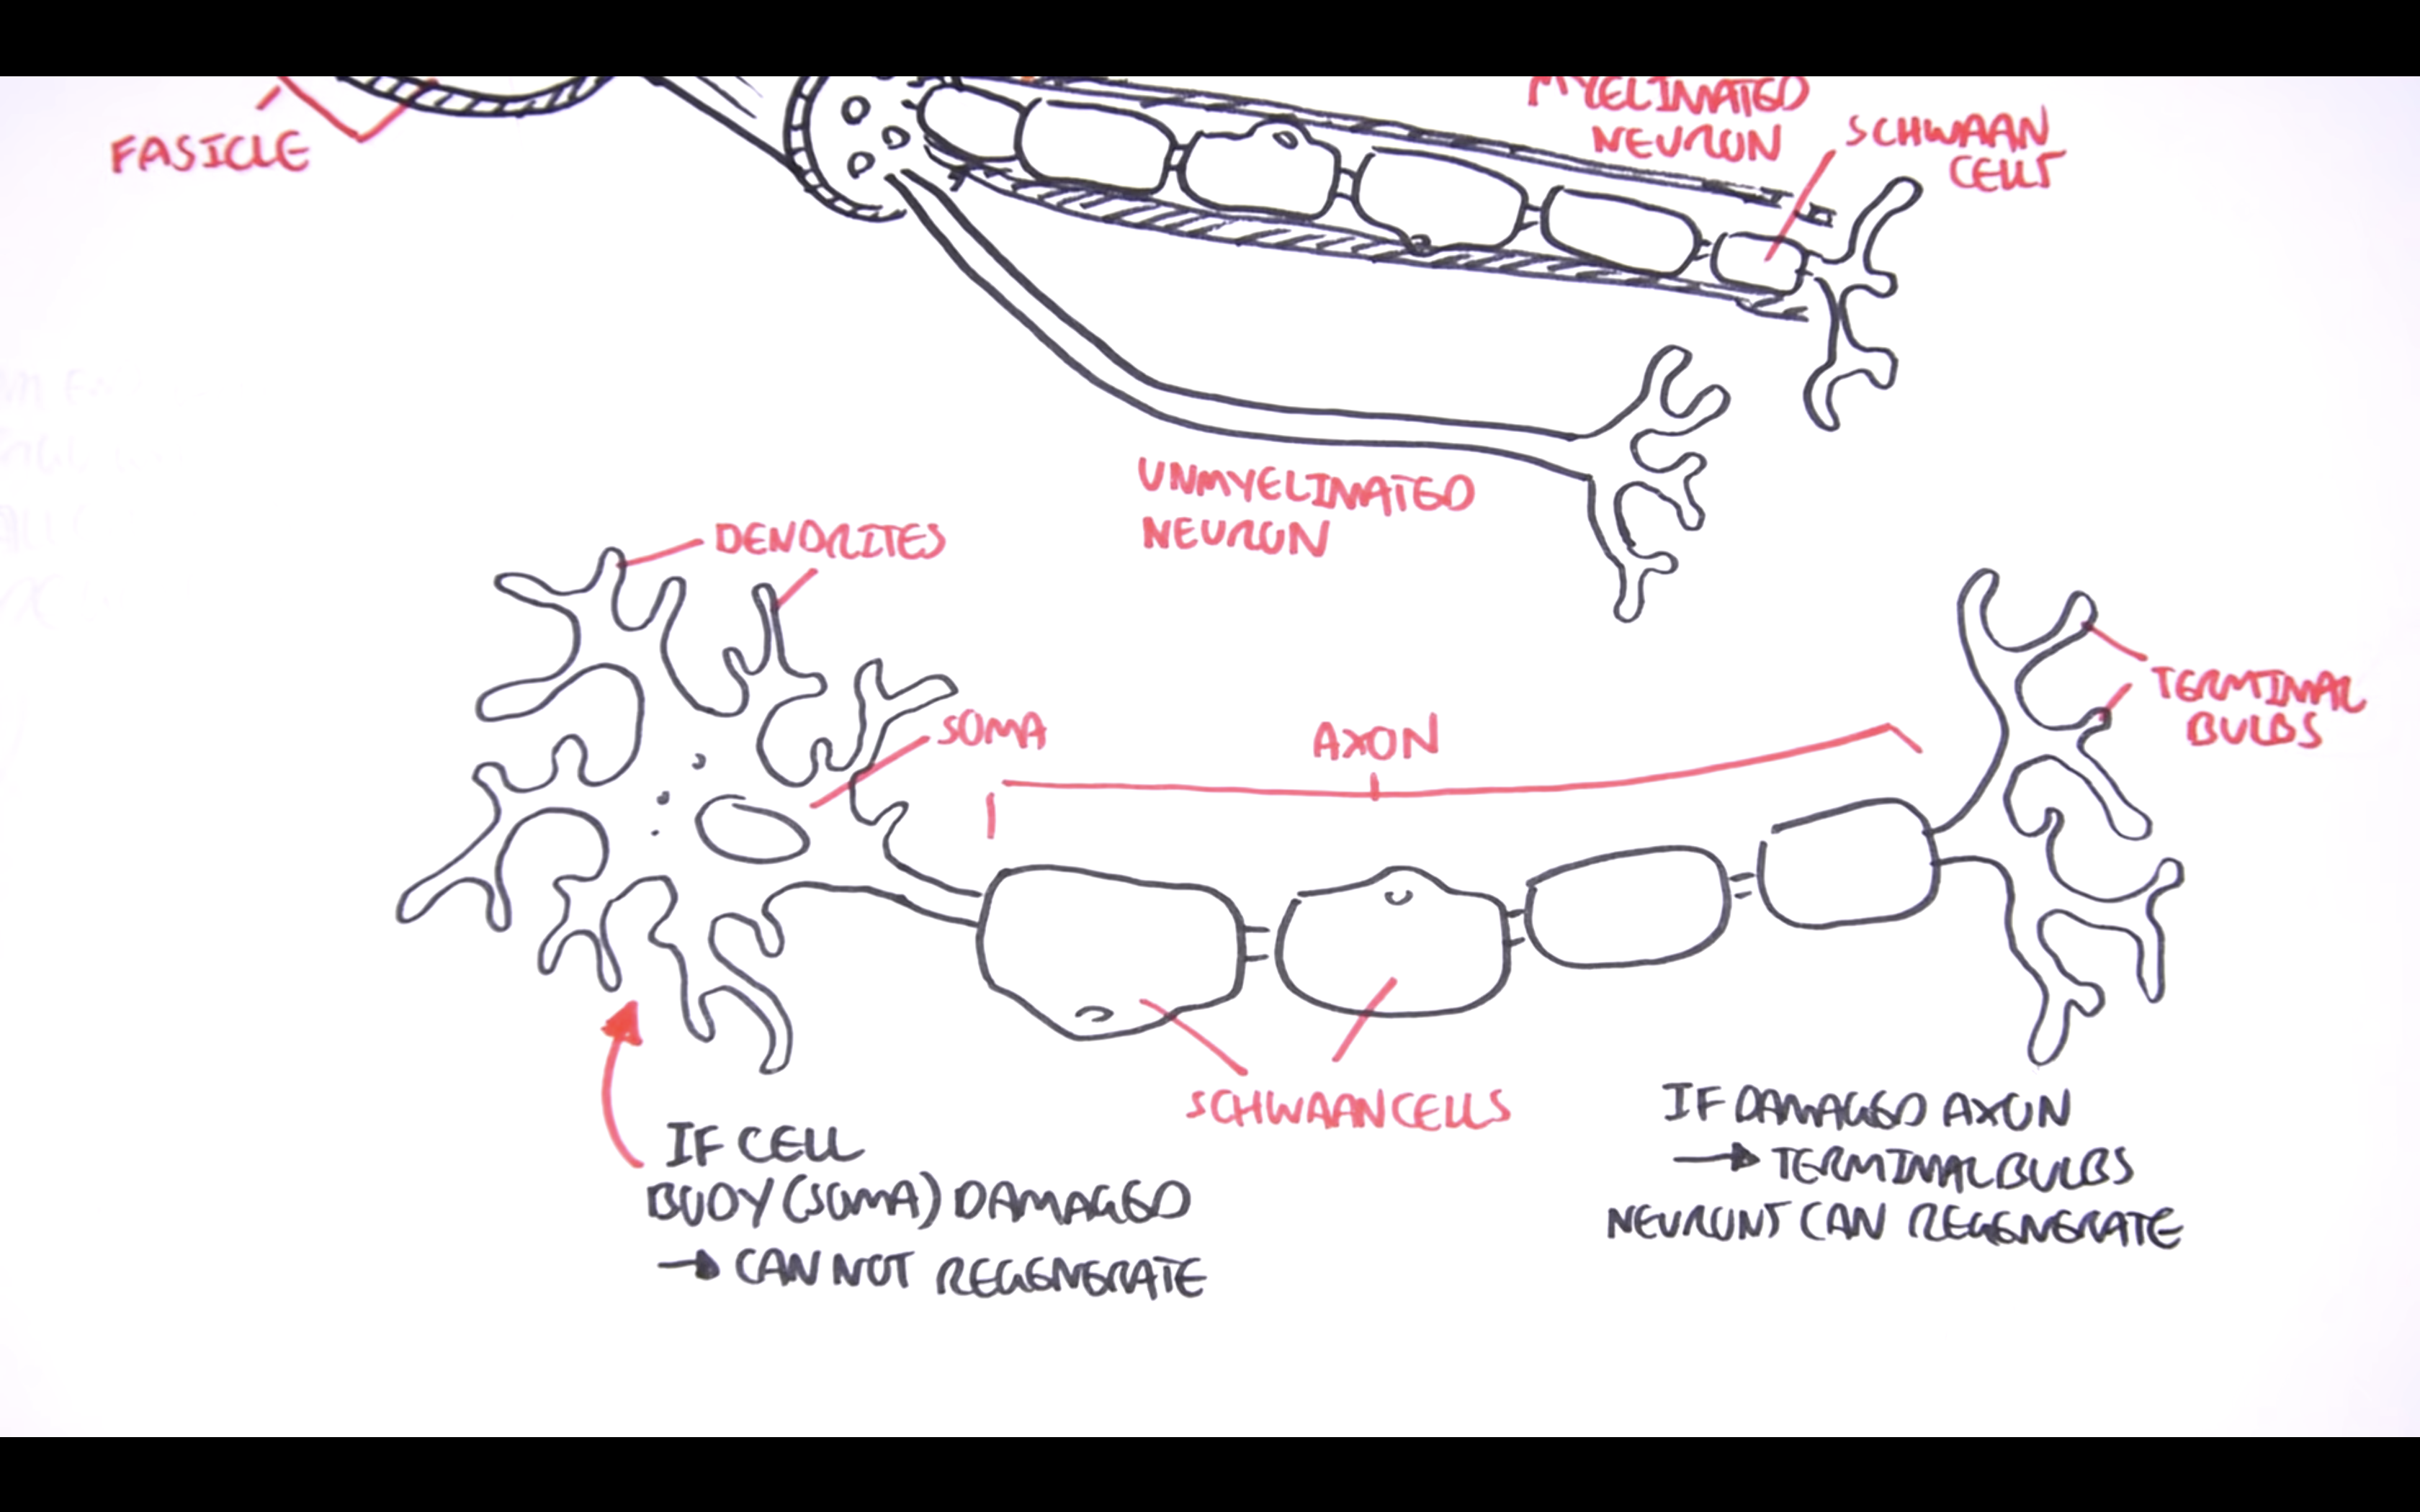 MYELINATED
NEURON
SCHWAAN
CELLS
FASICLE
UNMYELINATED
NEURON
DENDRITES
SOMA
AXON
TERMINAL
BULBS
SCHWAAN CELLS
IF CELL
BODY (SOMA) DAMAGED
→ CAN NOT REGENERATE
IF DAMAGED AXON
→ TERMINAL BULBS
NEURONS CAN REGENERATE